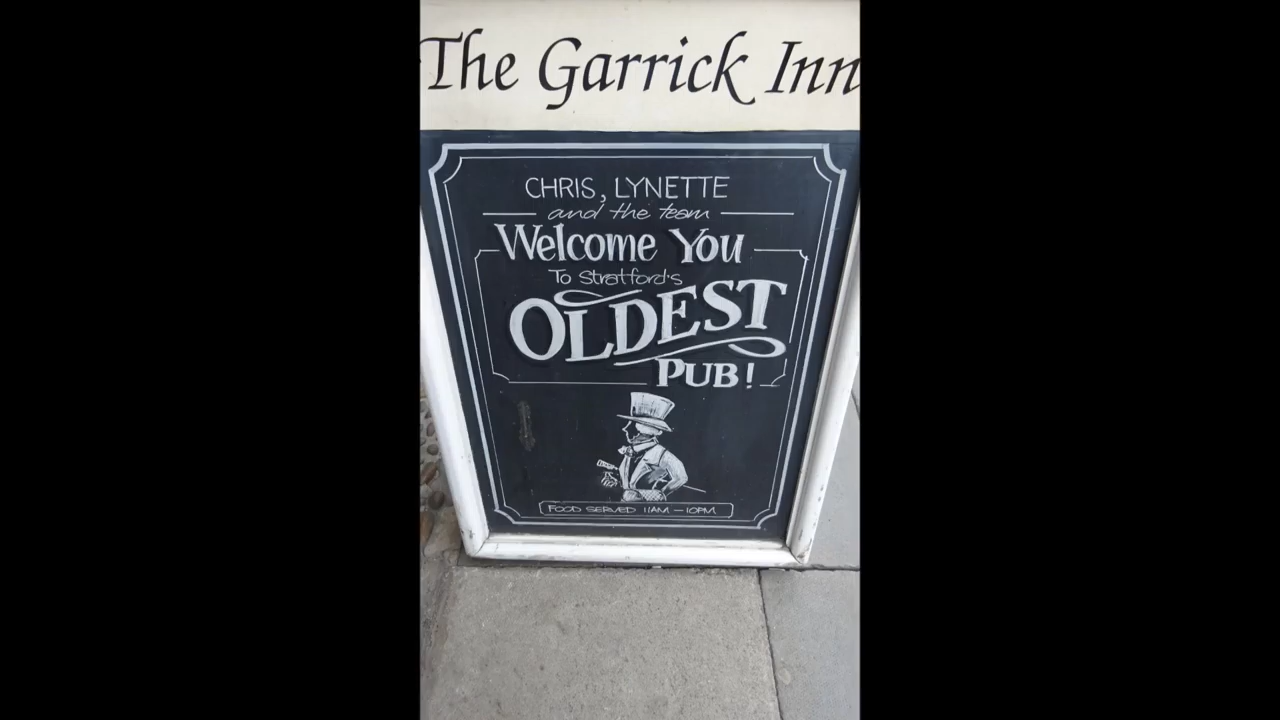 The Garrick Inn
CHRIS, LYNETTE
and the team
Welcome You
To Stratford's
OLDEST
PUB!
FOOD SERVED 11AM - 10PM